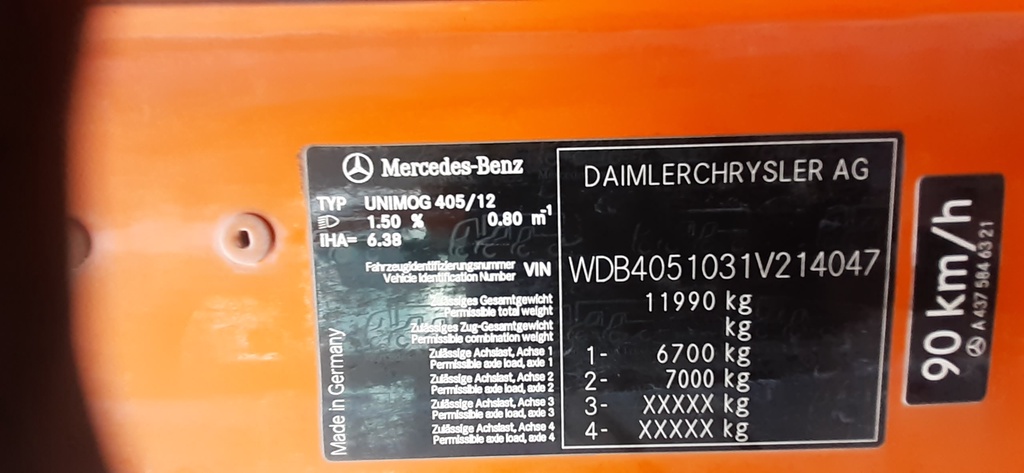 Mercedes-Benz
TYP UNIMOG 405/12
1.50 % 0.80 m-1
IHA= 6.38
Fahrzeugidentifizierungsnummer
Vehicle Identification Number
VIN
Zulässiges Gesamtgewicht
Permissible total weight
Zulässiges Zug-Gesamtgewicht
Permissible combination weight
Zulässige Achslast, Achse 1
Permissible axle load, axle 1
Zulässige Achslast, Achse 2
Permissible axle load, axle 2
Zulässige Achslast, Achse 3
Permissible axle load, axle 3
Zulässige Achslast, Achse 4
Permissible axle load, axle 4
Made in Germany
DAIMLERCHRYSLER AG
WDB4051031V214047
11990 kg
kg
1- 6700 kg
2- 7000 kg
3- XXXXX kg
4- XXXXX kg
90 km/h
A 437 584 63 21